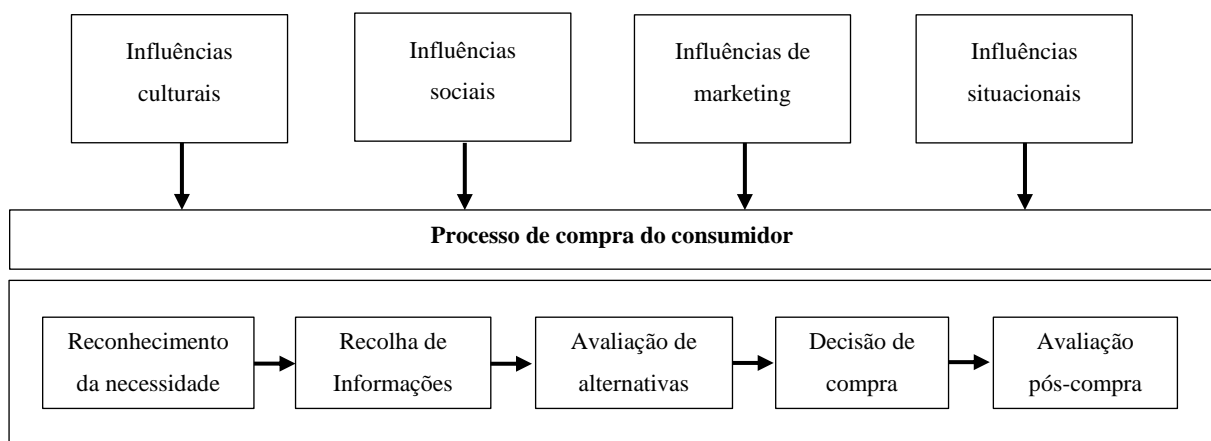 Influências
culturais
Influências
sociais
Influências de
marketing
Influências
situacionais
Processo de compra do consumidor
Reconhecimento
da necessidade
Recolha de
Informações
Avaliação de
alternativas
Decisão de
compra
Avaliação
pós-compra